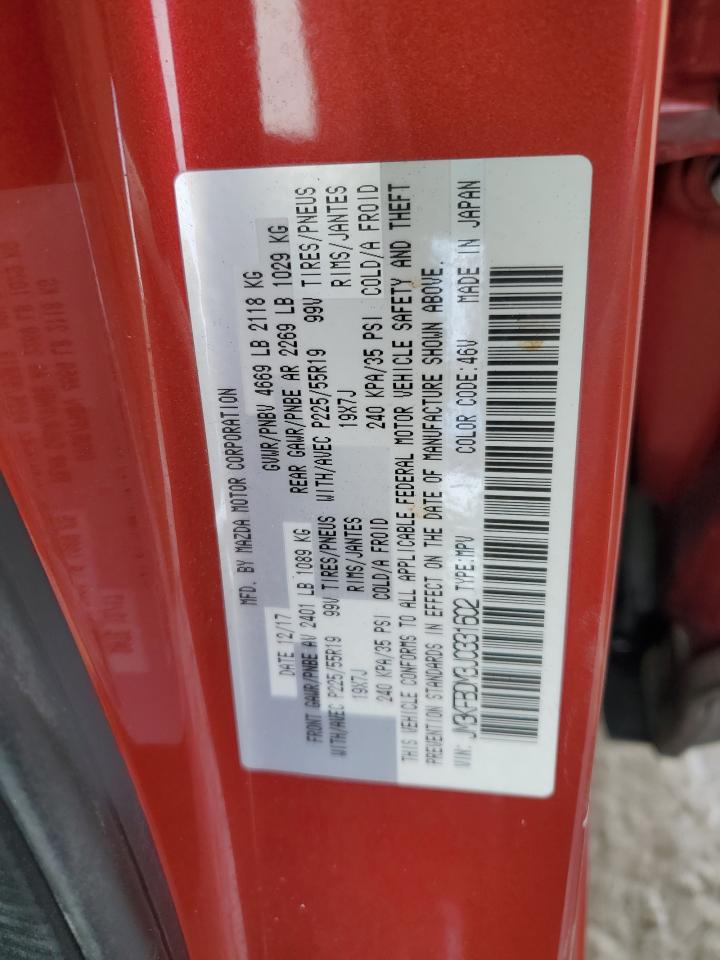 MFD. BY MAZDA MOTOR CORPORATION
DATE 12/17 GVWR/PNBV 4669 LB 2118 KG
FRONT GAWR/PNBE AV 2401 LB 1089 KG REAR GAWR/PNBE AR 2269 LB 1029 KG
WITH/AVEC P225/55R19 99V TIRES/PNEUS WITH/AVEC P225/55R19 99V TIRES/PNEUS
19X7J RIMS/JANTES 19X7J RIMS/JANTES
240 KPA/35 PSI COLD/A FROID 240 KPA/35 PSI COLD/A FROID
THIS VEHICLE CONFORMS TO ALL APPLICABLE FEDERAL MOTOR VEHICLE SAFETY AND THEFT
PREVENTION STANDARDS IN EFFECT ON THE DATE OF MANUFACTURE SHOWN ABOVE.
VIN: JM3KFBDM3J0331602 TYPE:MPV COLOR CODE:46V MADE IN JAPAN